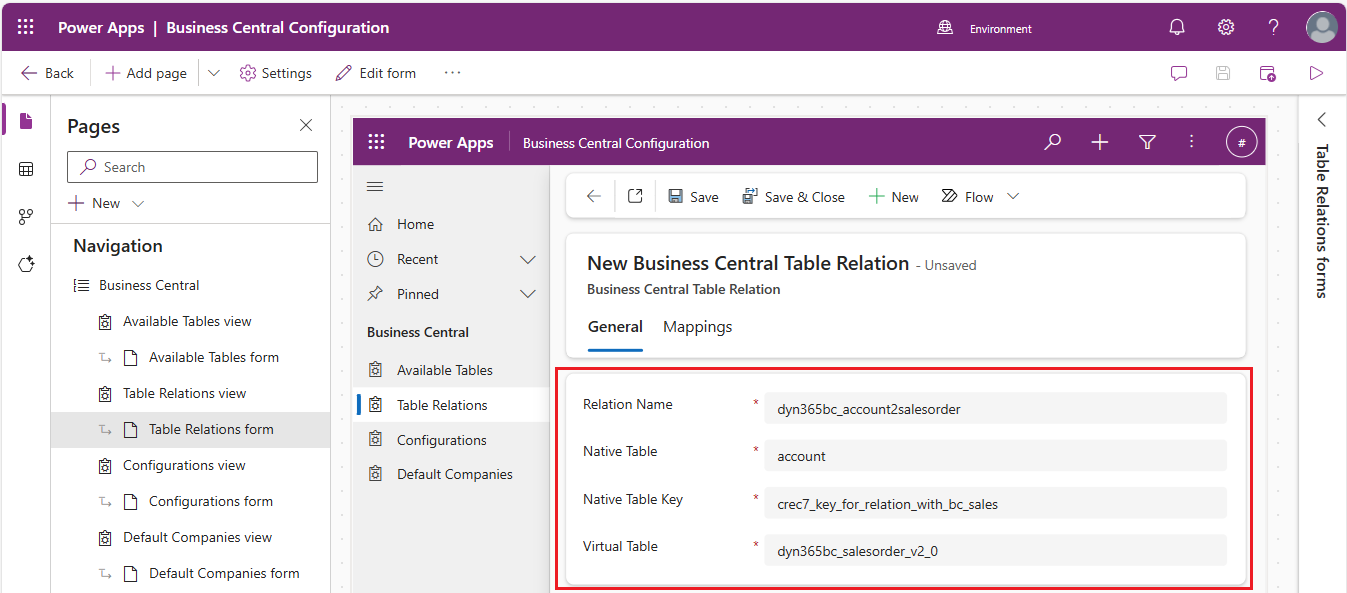 Power Apps | Business Central Configuration
Environment
?
Back
Add page
Settings
Edit form
...
Pages
Search
New
Navigation
Business Central
Available Tables view
Available Tables form
Table Relations view
Table Relations form
Configurations view
Configurations form
Default Companies view
Default Companies form
Power Apps
Business Central Configuration
#
Home
Recent
Pinned
Business Central
Available Tables
Table Relations
Configurations
Default Companies
Save
Save & Close
New
Flow
New Business Central Table Relation - Unsaved
Business Central Table Relation
General
Mappings
Relation Name * dyn365bc_account2salesorder
Native Table * account
Native Table Key * crec7_key_for_relation_with_bc_sales
Virtual Table * dyn365bc_salesorder_v2_0
Table Relations forms